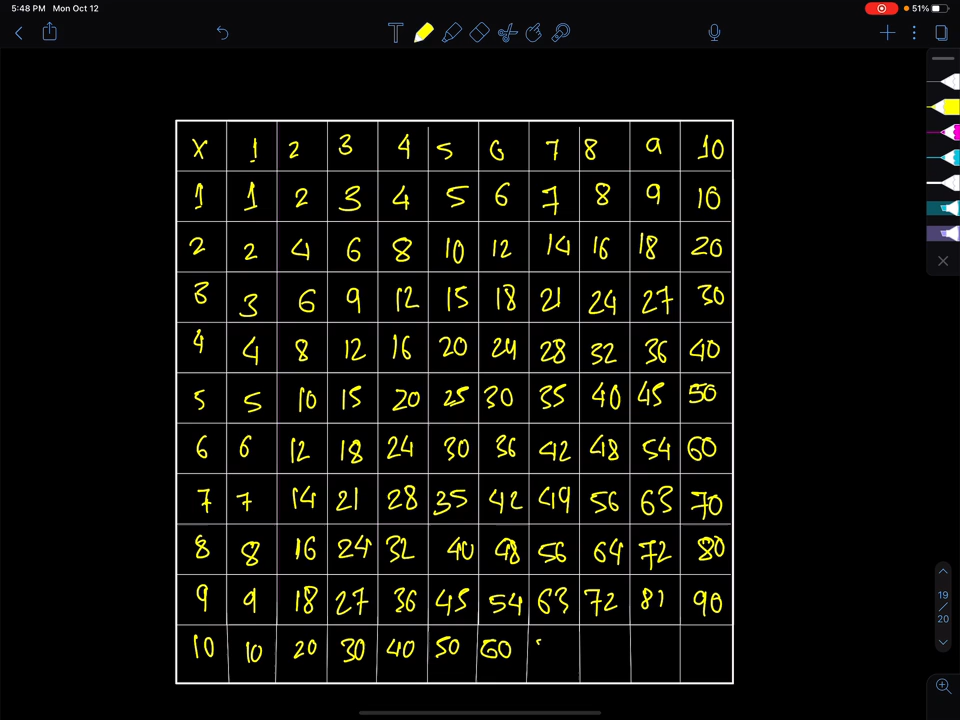 5:48 PM Mon Oct 12
51%
X 1 2 3 4 5 6 7 8 9 10
1 1 2 3 4 5 6 7 8 9 10
2 2 4 6 8 10 12 14 16 18 20
3 3 6 9 12 15 18 21 24 27 30
4 4 8 12 16 20 24 28 32 36 40
5 5 10 15 20 25 30 35 40 45 50
6 6 12 18 24 30 36 42 48 54 60
7 7 14 21 28 35 42 49 56 63 70
8 8 16 24 32 40 48 56 64 72 80
9 9 18 27 36 45 54 63 72 81 90
10 10 20 30 40 50 60
19
/
20